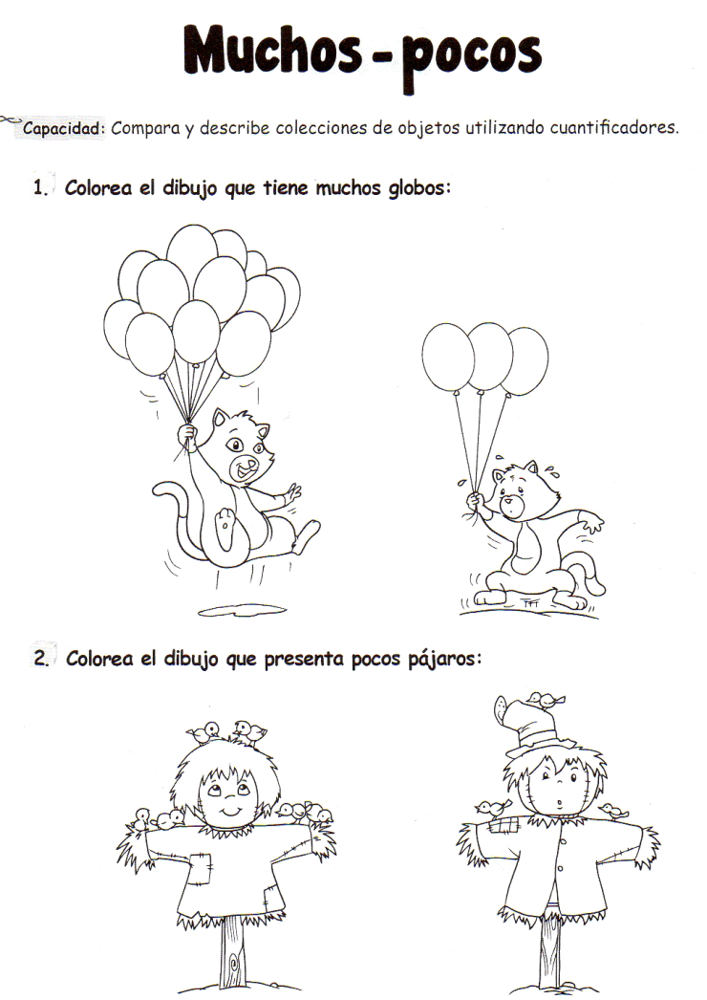 Muchos - pocos
Capacidad: Compara y describe colecciones de objetos utilizando cuantificadores.
1. Colorea el dibujo que tiene muchos globos:
2. Colorea el dibujo que presenta pocos pájaros: